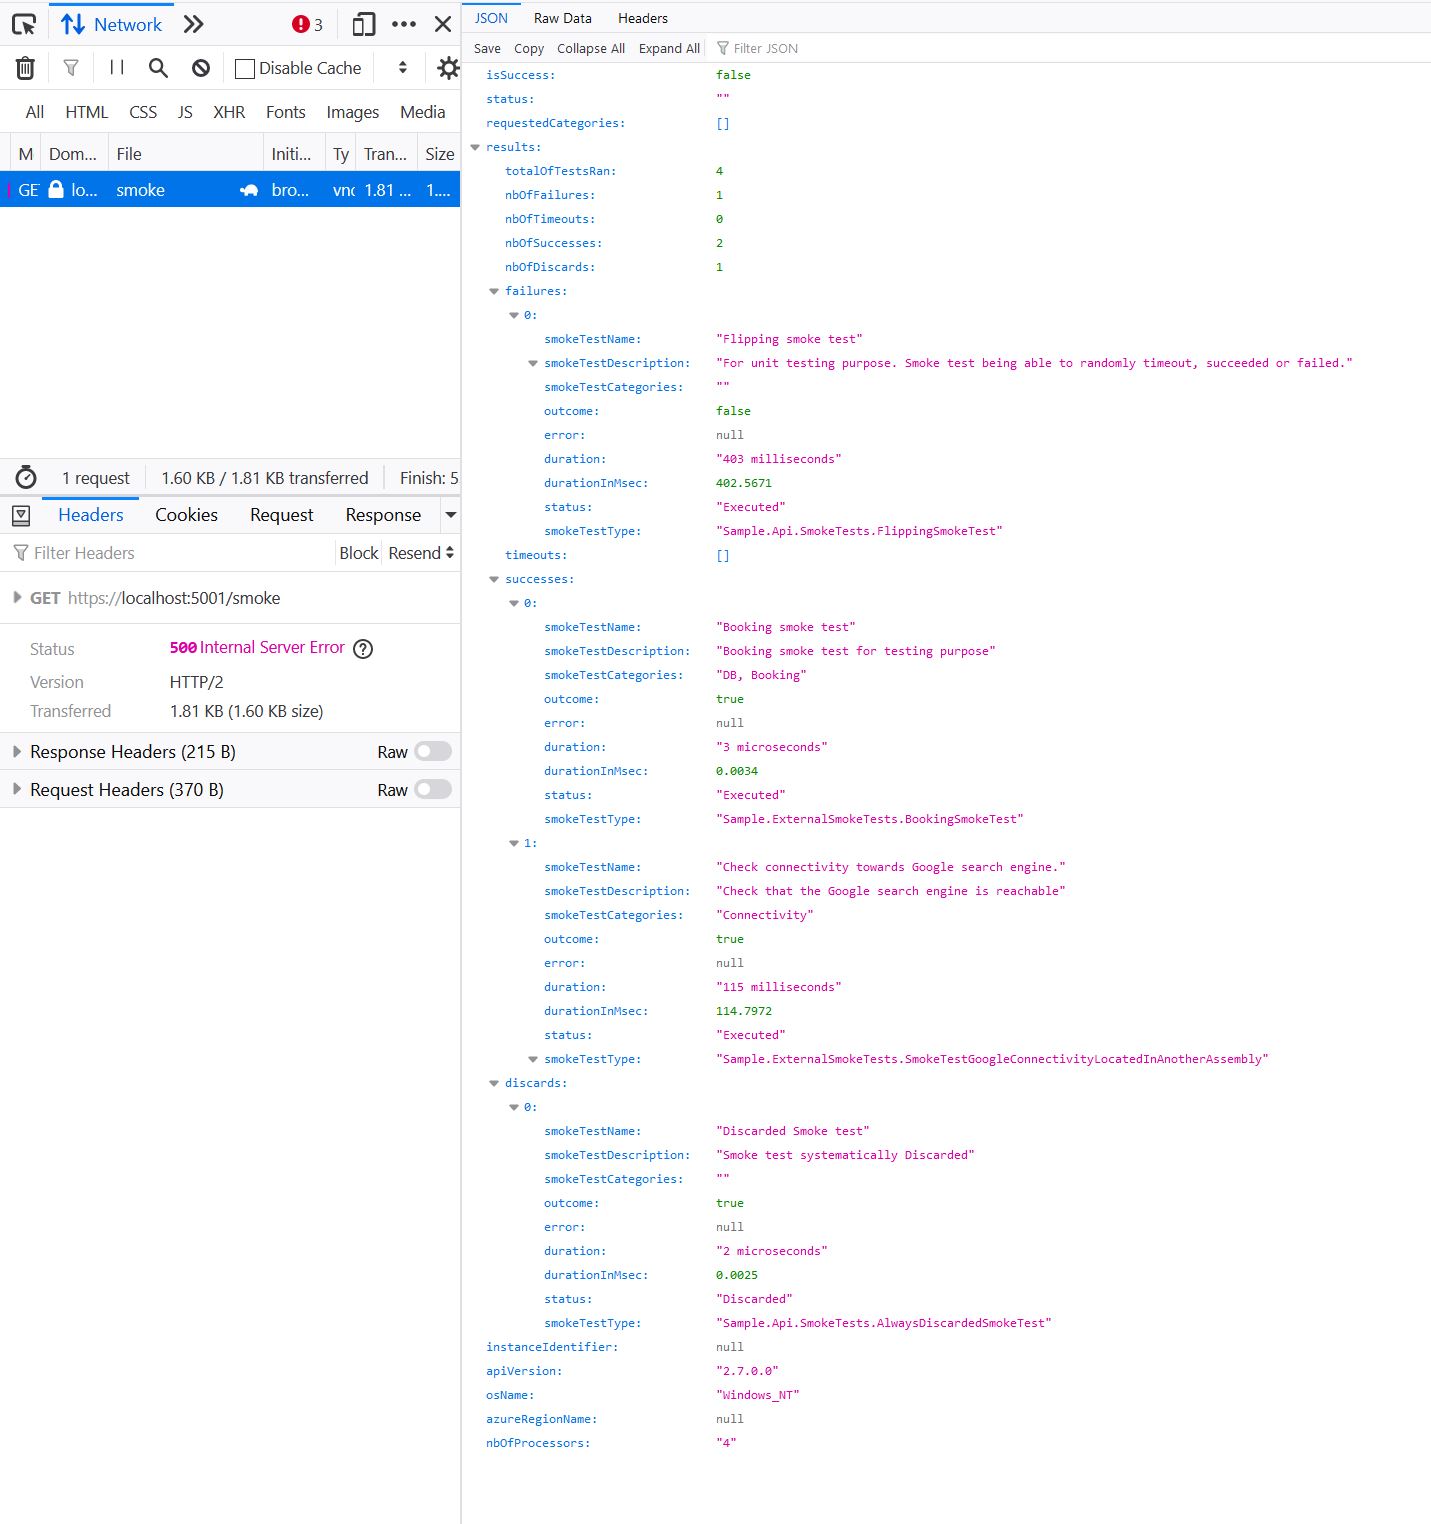 Network
3
Disable Cache
All HTML CSS JS XHR Fonts Images Media
M Dom... File Initi... Ty Tran... Size
GE lo... smoke bro... vnc 1.81 ... 1....
1 request 1.60 KB / 1.81 KB transferred Finish: 5
Headers Cookies Request Response
Filter Headers Block Resend
GET https://localhost:5001/smoke
Status 500 Internal Server Error ?
Version HTTP/2
Transferred 1.81 KB (1.60 KB size)
Response Headers (215 B) Raw
Request Headers (370 B) Raw
JSON Raw Data Headers
Save Copy Collapse All Expand All Filter JSON
isSuccess: false
status: ""
requestedCategories: []
results:
totalOfTestsRan: 4
nbOfFailures: 1
nbOfTimeouts: 0
nbOfSuccesses: 2
nbOfDiscards: 1
failures:
0:
smokeTestName: "Flipping smoke test"
smokeTestDescription: "For unit testing purpose. Smoke test being able to randomly timeout, succeeded or failed."
smokeTestCategories: ""
outcome: false
error: null
duration: "403 milliseconds"
durationInMsec: 402.5671
status: "Executed"
smokeTestType: "Sample.Api.SmokeTests.FlippingSmokeTest"
timeouts: []
successes:
0:
smokeTestName: "Booking smoke test"
smokeTestDescription: "Booking smoke test for testing purpose"
smokeTestCategories: "DB, Booking"
outcome: true
error: null
duration: "3 microseconds"
durationInMsec: 0.0034
status: "Executed"
smokeTestType: "Sample.ExternalSmokeTests.BookingSmokeTest"
1:
smokeTestName: "Check connectivity towards Google search engine."
smokeTestDescription: "Check that the Google search engine is reachable"
smokeTestCategories: "Connectivity"
outcome: true
error: null
duration: "115 milliseconds"
durationInMsec: 114.7972
status: "Executed"
smokeTestType: "Sample.ExternalSmokeTests.SmokeTestGoogleConnectivityLocatedInAnotherAssembly"
discards:
0:
smokeTestName: "Discarded Smoke test"
smokeTestDescription: "Smoke test systematically Discarded"
smokeTestCategories: ""
outcome: true
error: null
duration: "2 microseconds"
durationInMsec: 0.0025
status: "Discarded"
smokeTestType: "Sample.Api.SmokeTests.AlwaysDiscardedSmokeTest"
instanceIdentifier: null
apiVersion: "2.7.0.0"
osName: "Windows_NT"
azureRegionName: null
nbOfProcessors: "4"